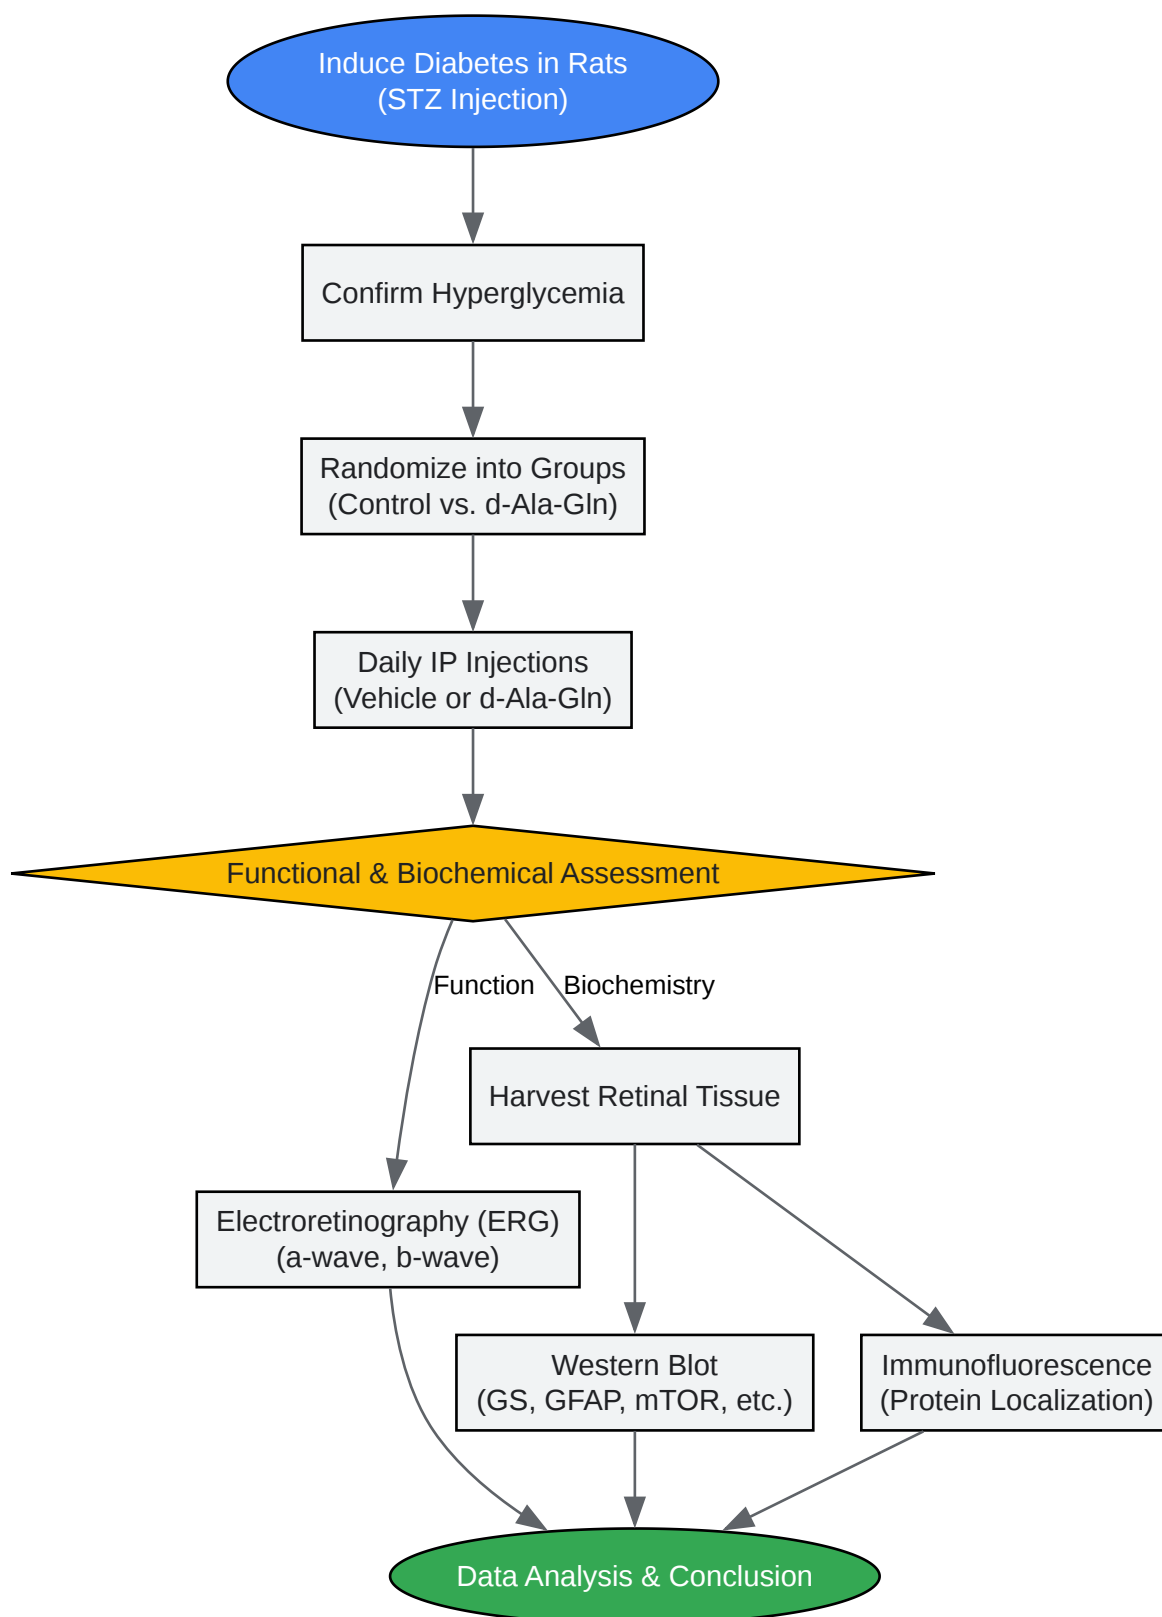 Induce Diabetes in Rats
(STZ Injection)
Confirm Hyperglycemia
Randomize into Groups
(Control vs. d-Ala-Gln)
Daily IP Injections
(Vehicle or d-Ala-Gln)
Functional & Biochemical Assessment
Function
Biochemistry
Harvest Retinal Tissue
Electroretinography (ERG)
(a-wave, b-wave)
Western Blot
(GS, GFAP, mTOR, etc.)
Immunofluorescence
(Protein Localization)
Data Analysis & Conclusion